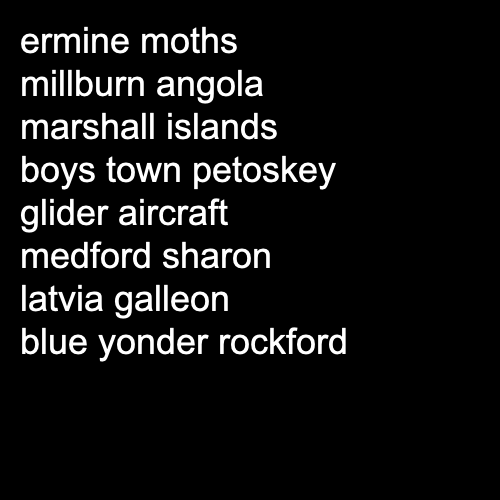 ermine moths
millburn angola
marshall islands
boys town petoskey
glider aircraft
medford sharon
latvia galleon
blue yonder rockford